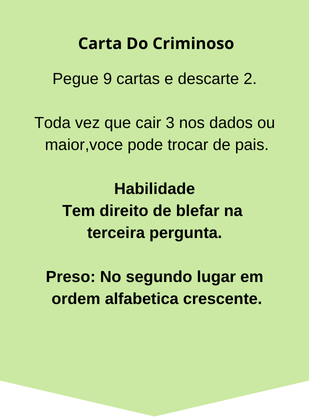 Carta Do Criminoso
Pegue 9 cartas e descarte 2.
Toda vez que cair 3 nos dados ou
maior,voce pode trocar de pais.
Habilidade
Tem direito de blefar na
terceira pergunta.
Preso: No segundo lugar em
ordem alfabetica crescente.